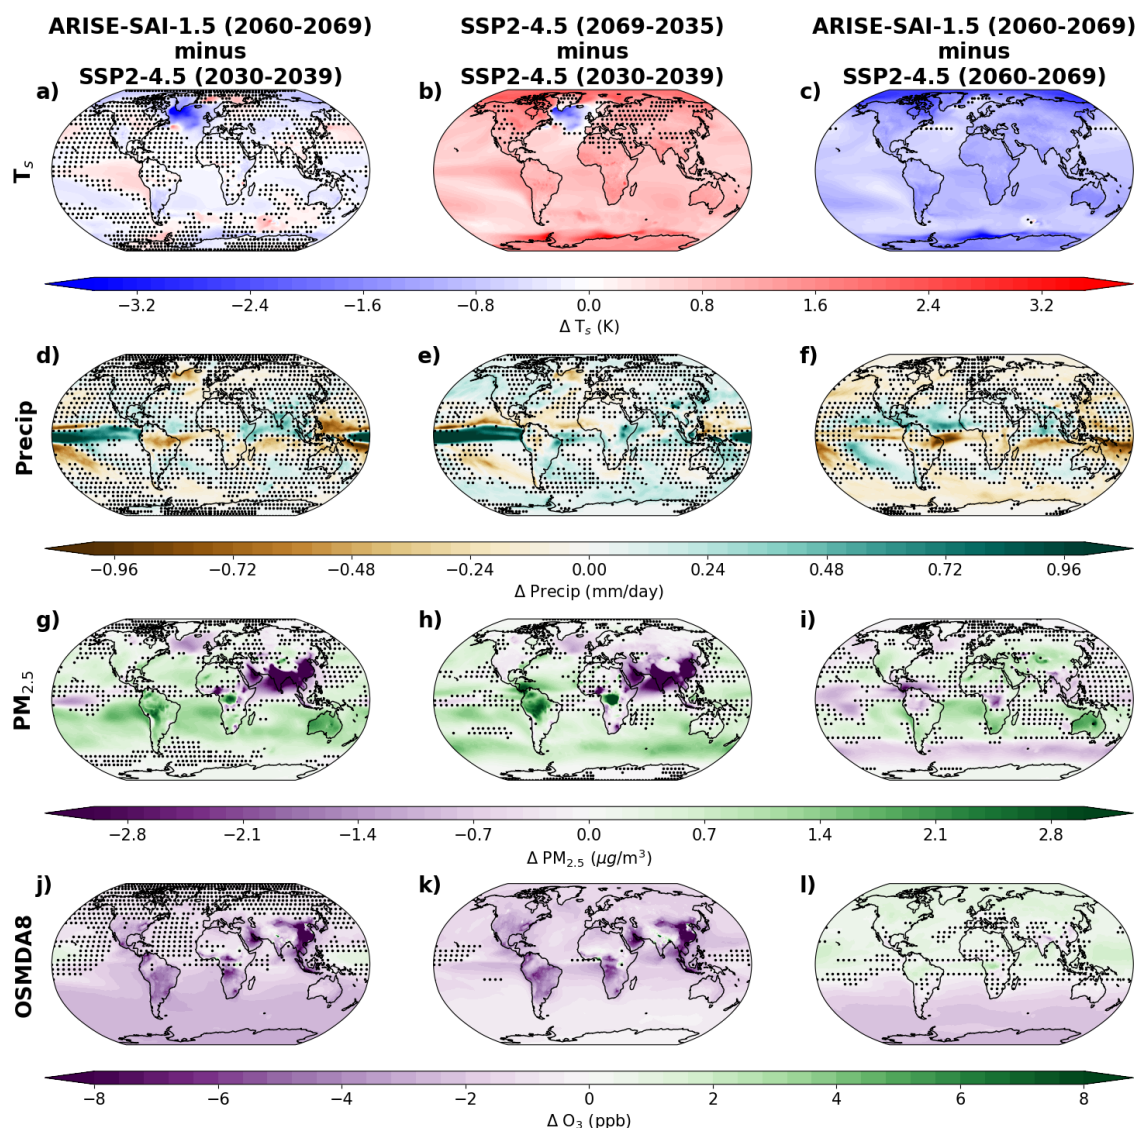 ARISE-SAI-1.5 (2060-2069)
minus
SSP2-4.5 (2030-2039)
SSP2-4.5 (2069-2035)
minus
SSP2-4.5 (2030-2039)
ARISE-SAI-1.5 (2060-2069)
minus
SSP2-4.5 (2060-2069)
a)
b)
c)
Ts
−3.2 −2.4 −1.6 −0.8 0.0 0.8 1.6 2.4 3.2
Δ Ts (K)
d)
e)
f)
Precip
−0.96 −0.72 −0.48 −0.24 0.00 0.24 0.48 0.72 0.96
Δ Precip (mm/day)
g)
h)
i)
PM2.5
−2.8 −2.1 −1.4 −0.7 0.0 0.7 1.4 2.1 2.8
Δ PM2.5 (μg/m³)
j)
k)
l)
OSMDA8
−8 −6 −4 −2 0 2 4 6 8
Δ O3 (ppb)